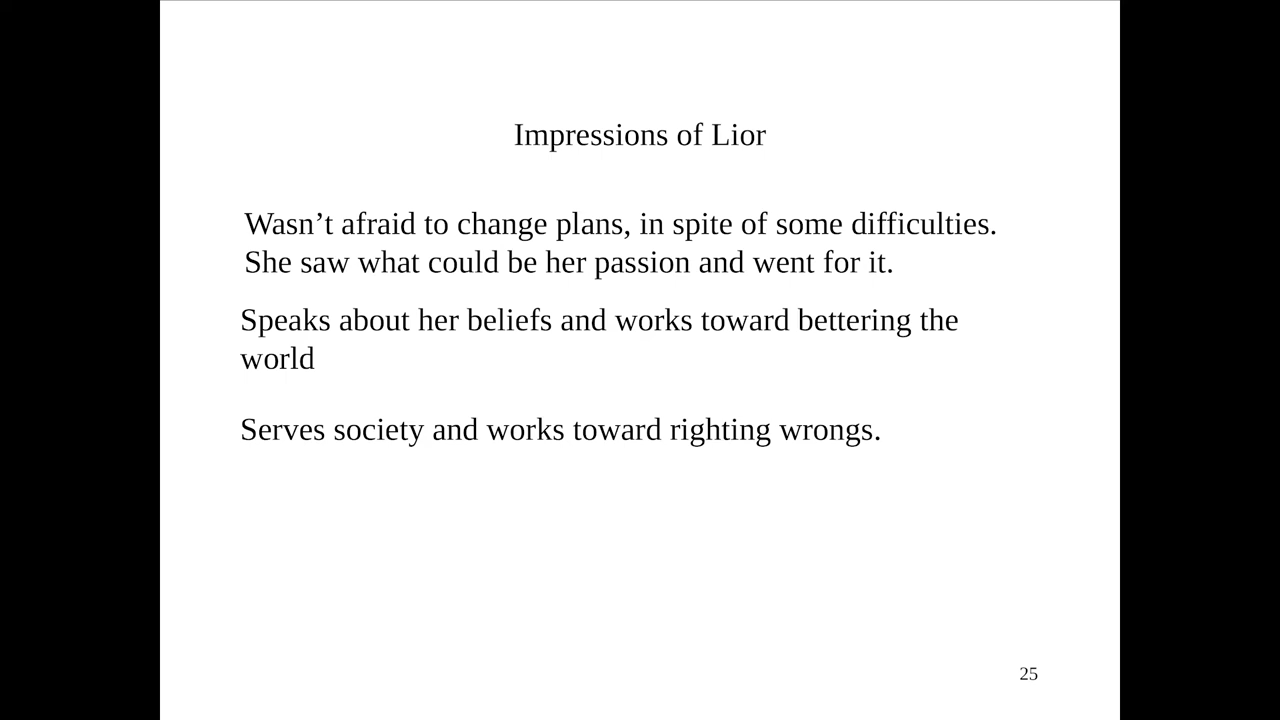 Impressions of Lior
Wasn’t afraid to change plans, in spite of some difficulties.
She saw what could be her passion and went for it.
Speaks about her beliefs and works toward bettering the
world
Serves society and works toward righting wrongs.
25